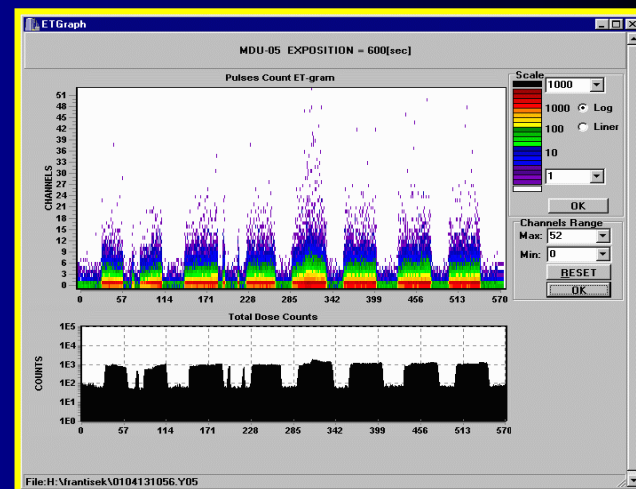 ETGraph
MDU-05 EXPOSITION = 600[sec]
Pulses Count ET-gram
CHANNELS
51
48
45
42
39
36
33
30
27
24
21
18
15
12
9
6
3
0
0 57 114 171 228 285 342 399 456 513 570
Scale
1000
1000
Log
100
Liner
10
1
OK
Channels Range
Max: 52
Min: 0
RESET
OK
Total Dose Counts
COUNTS
1E5
1E4
1E3
1E2
1E1
1E0
0 57 114 171 228 285 342 399 456 513 570
File:H:\frantisek\0104131056.Y05